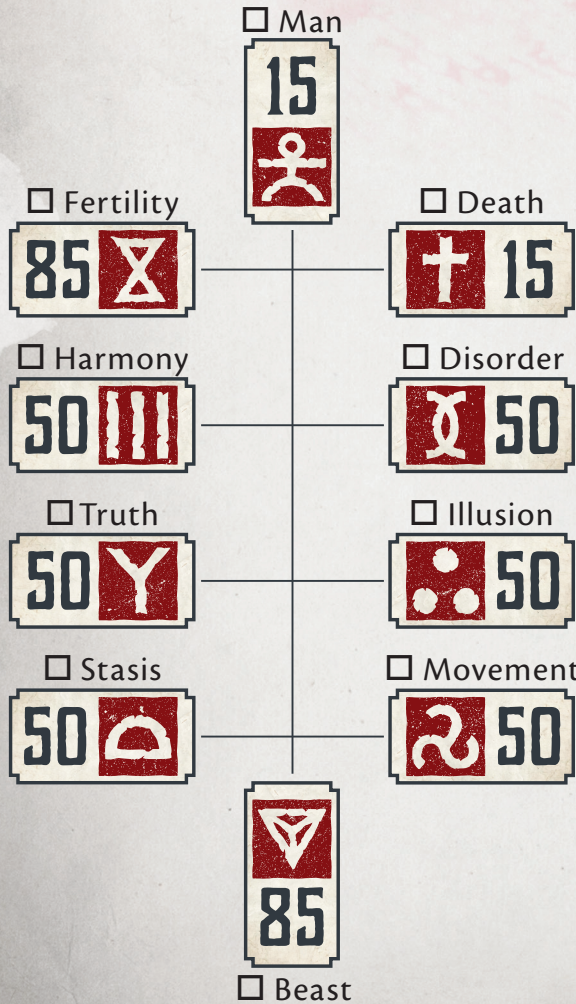 ☐ Man
15
☐ Fertility
☐ Death
85
15
☐ Harmony
☐ Disorder
50
50
☐ Truth
☐ Illusion
50
50
☐ Stasis
☐ Movement
50
50
85
☐ Beast